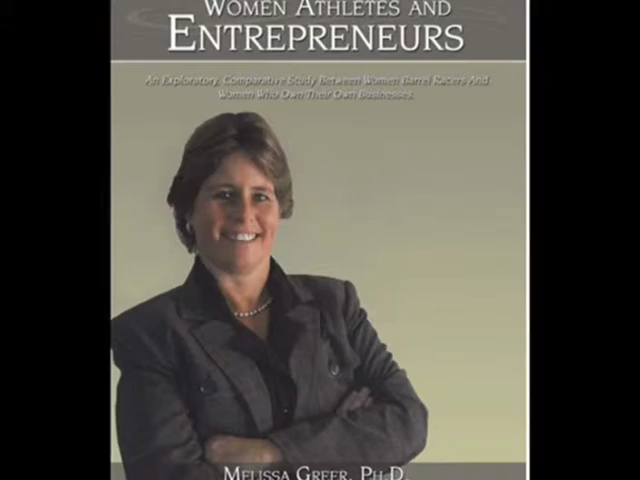 WOMEN ATHLETES AND
ENTREPRENEURS
An Exploratory, Comparative Study Between Women Barrel Racers And
Women Who Own Their Own Businesses.
MELISSA GREER, PH.D.